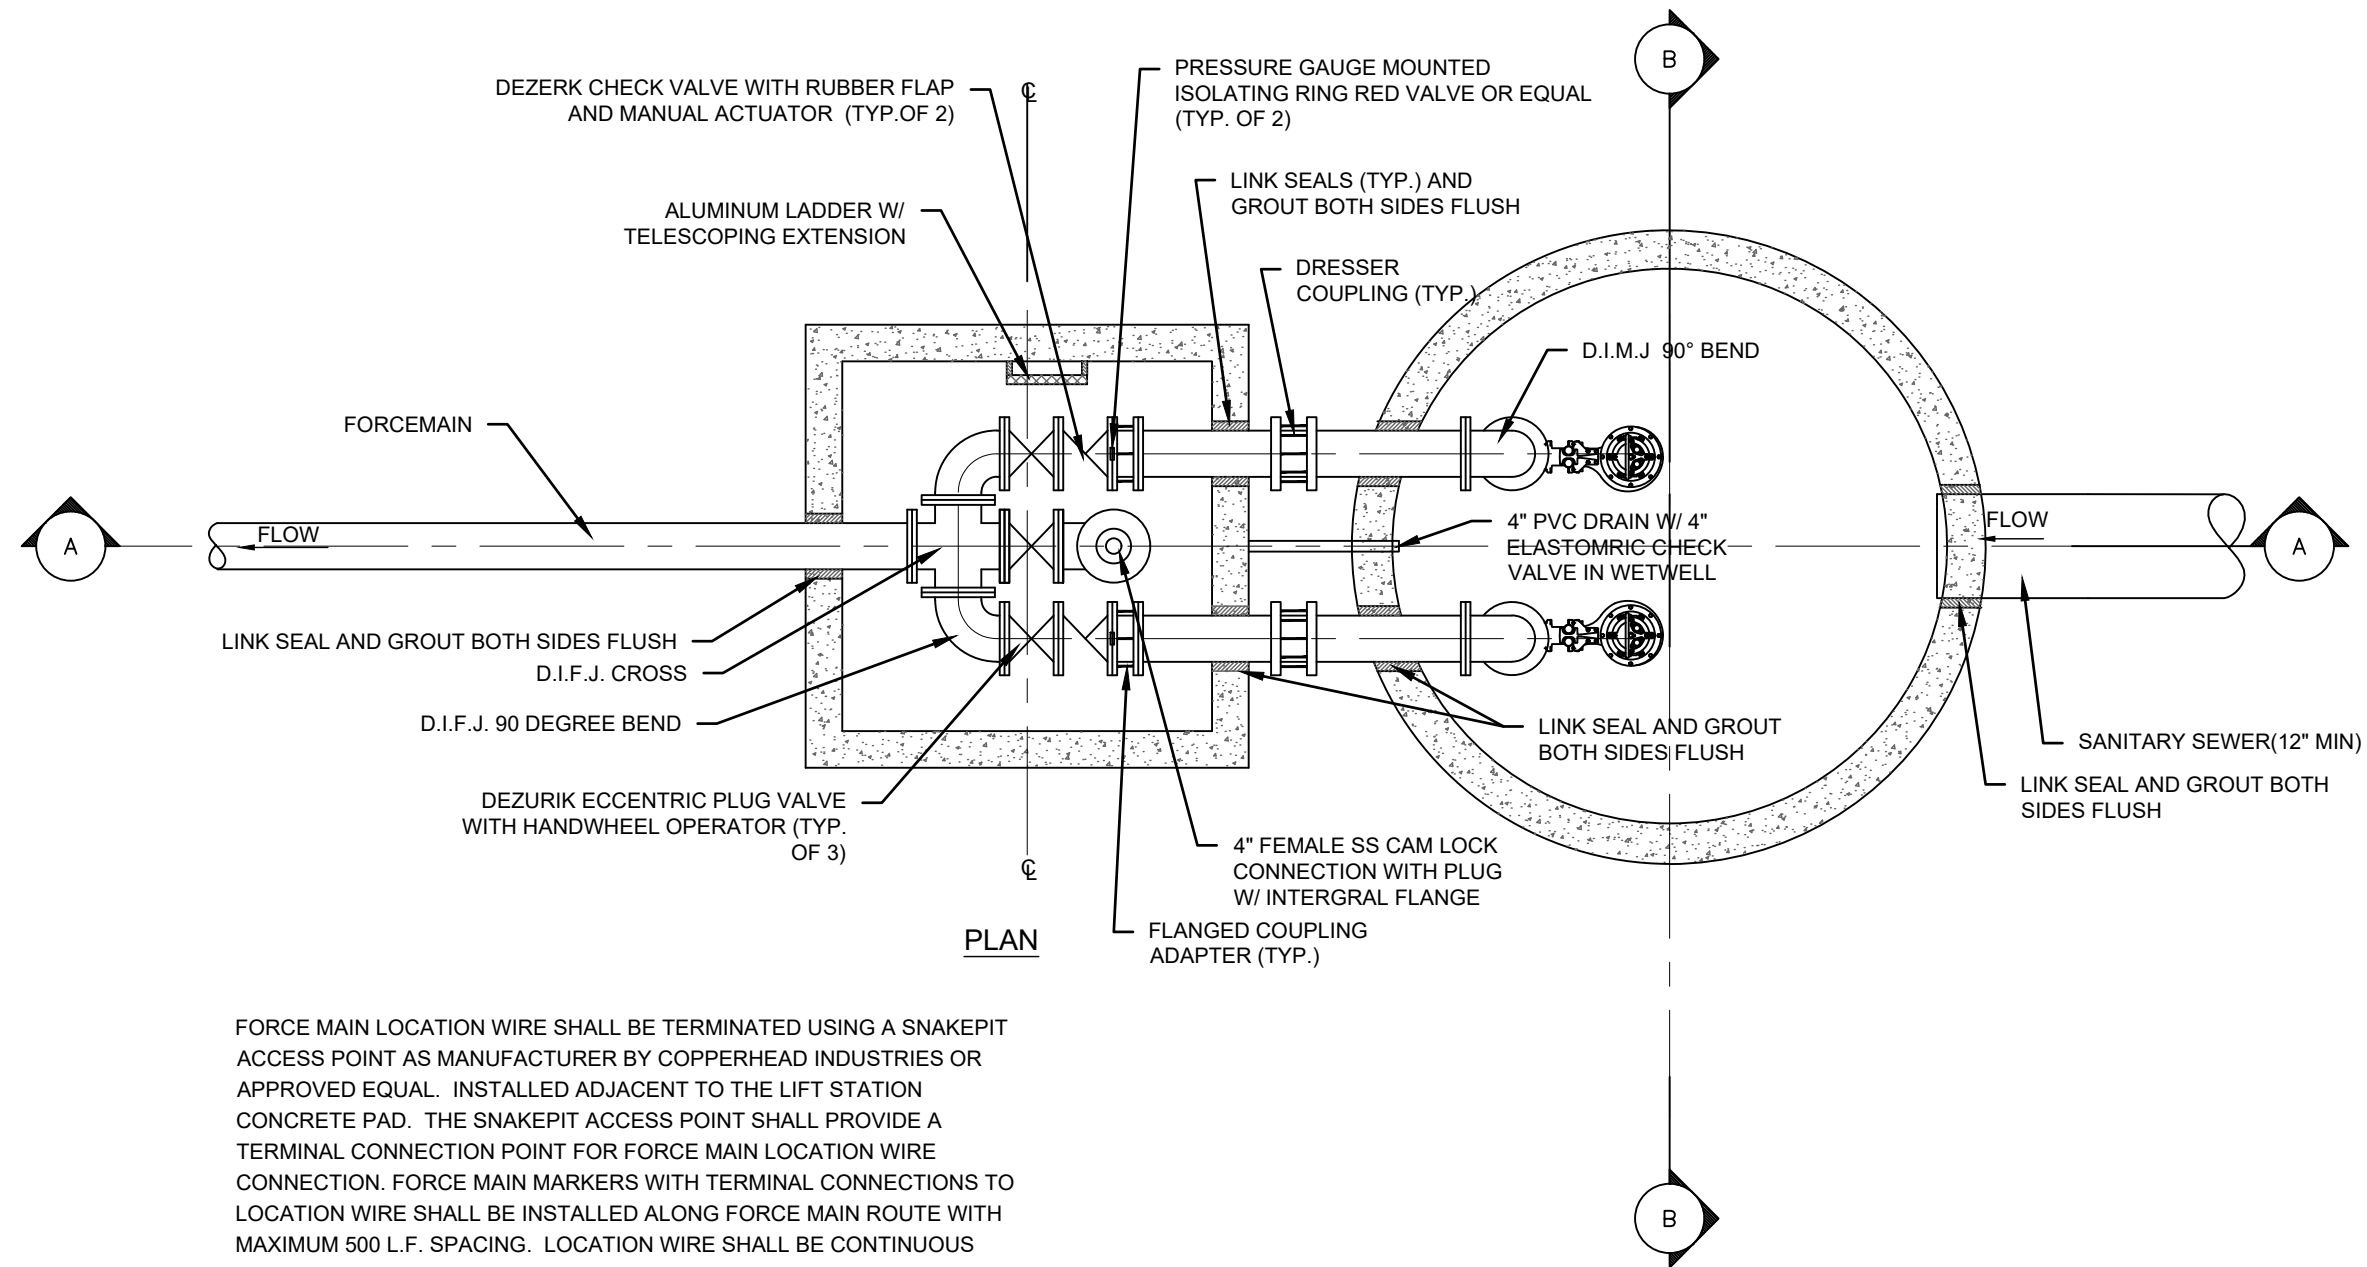 B
DEZERK CHECK VALVE WITH RUBBER FLAP
AND MANUAL ACTUATOR (TYP.OF 2)
℄
PRESSURE GAUGE MOUNTED
ISOLATING RING RED VALVE OR EQUAL
(TYP. OF 2)
LINK SEALS (TYP.) AND
GROUT BOTH SIDES FLUSH
ALUMINUM LADDER W/
TELESCOPING EXTENSION
DRESSER
COUPLING (TYP.)
D.I.M.J 90° BEND
FORCEMAIN
A
FLOW
4" PVC DRAIN W/ 4"
ELASTOMRIC CHECK
VALVE IN WETWELL
FLOW
A
LINK SEAL AND GROUT BOTH SIDES FLUSH
D.I.F.J. CROSS
D.I.F.J. 90 DEGREE BEND
LINK SEAL AND GROUT
BOTH SIDES FLUSH
SANITARY SEWER(12" MIN)
LINK SEAL AND GROUT BOTH
SIDES FLUSH
DEZURIK ECCENTRIC PLUG VALVE
WITH HANDWHEEL OPERATOR (TYP.
OF 3)
℄
4" FEMALE SS CAM LOCK
CONNECTION WITH PLUG
W/ INTERGRAL FLANGE
FLANGED COUPLING
ADAPTER (TYP.)
PLAN
FORCE MAIN LOCATION WIRE SHALL BE TERMINATED USING A SNAKEPIT
ACCESS POINT AS MANUFACTURER BY COPPERHEAD INDUSTRIES OR
APPROVED EQUAL. INSTALLED ADJACENT TO THE LIFT STATION
CONCRETE PAD. THE SNAKEPIT ACCESS POINT SHALL PROVIDE A
TERMINAL CONNECTION POINT FOR FORCE MAIN LOCATION WIRE
CONNECTION. FORCE MAIN MARKERS WITH TERMINAL CONNECTIONS TO
LOCATION WIRE SHALL BE INSTALLED ALONG FORCE MAIN ROUTE WITH
MAXIMUM 500 L.F. SPACING. LOCATION WIRE SHALL BE CONTINUOUS
B